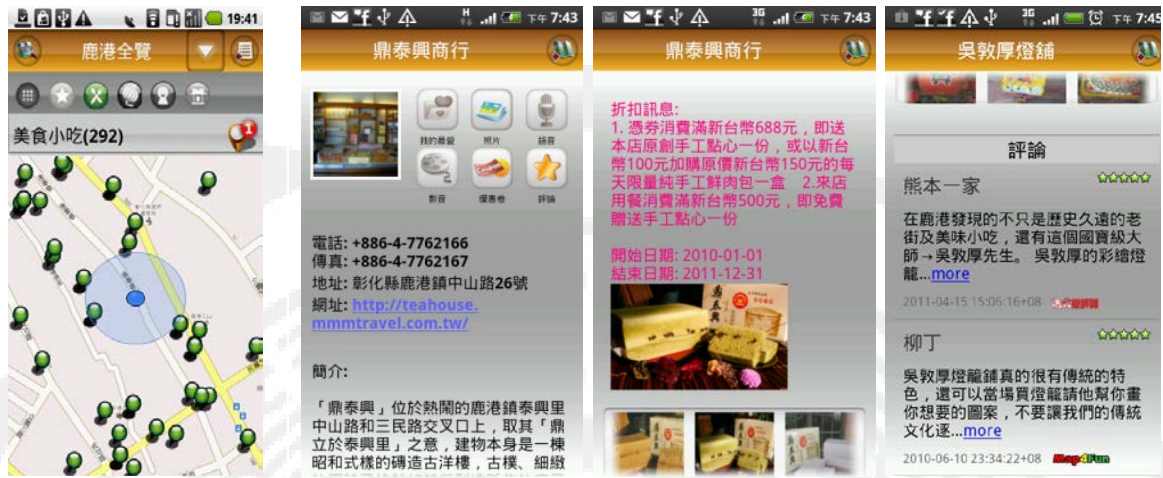 19:41
鹿港全覽
美食小吃(292)
1
H
下午 7:43
鼎泰興商行
我的最愛
照片
語音
影音
優惠卷
評論
電話: +886-4-7762166
傳真: +886-4-7762167
地址: 彰化縣鹿港鎮中山路26號
網址: http://teahouse.
mmmtravel.com.tw/
簡介:
「鼎泰興」位於熱鬧的鹿港鎮泰興里
中山路和三民路交叉口上，取其「鼎
立於泰興里」之意，建物本身是一棟
昭和式樣的磚造古洋樓，古樸、細緻
3G
下午 7:43
鼎泰興商行
折扣訊息:
1. 憑券消費滿新台幣688元，即送
本店原創手工點心一份，或以新台
幣100元加購原價新台幣150元的每
天限量純手工鮮肉包一盒 2.來店
用餐消費滿新台幣500元，即免費
贈送手工點心一份
開始日期: 2010-01-01
結束日期: 2011-12-31
鼎泰興
3G
下午 7:45
吳敦厚燈舖
評論
熊本一家
在鹿港發現的不只是歷史久遠的老
街及美味小吃，還有這個國寶級大
師→吳敦厚先生。 吳敦厚的彩繪燈
籠...more
2011-04-15 15:06:16+08
柳丁
吳敦厚燈籠鋪真的很有傳統的特
色，還可以當場買燈籠請他幫你畫
你想要的圖案，不要讓我們的傳統
文化逐...more
2010-06-10 23:34:22+08 Map4Fun